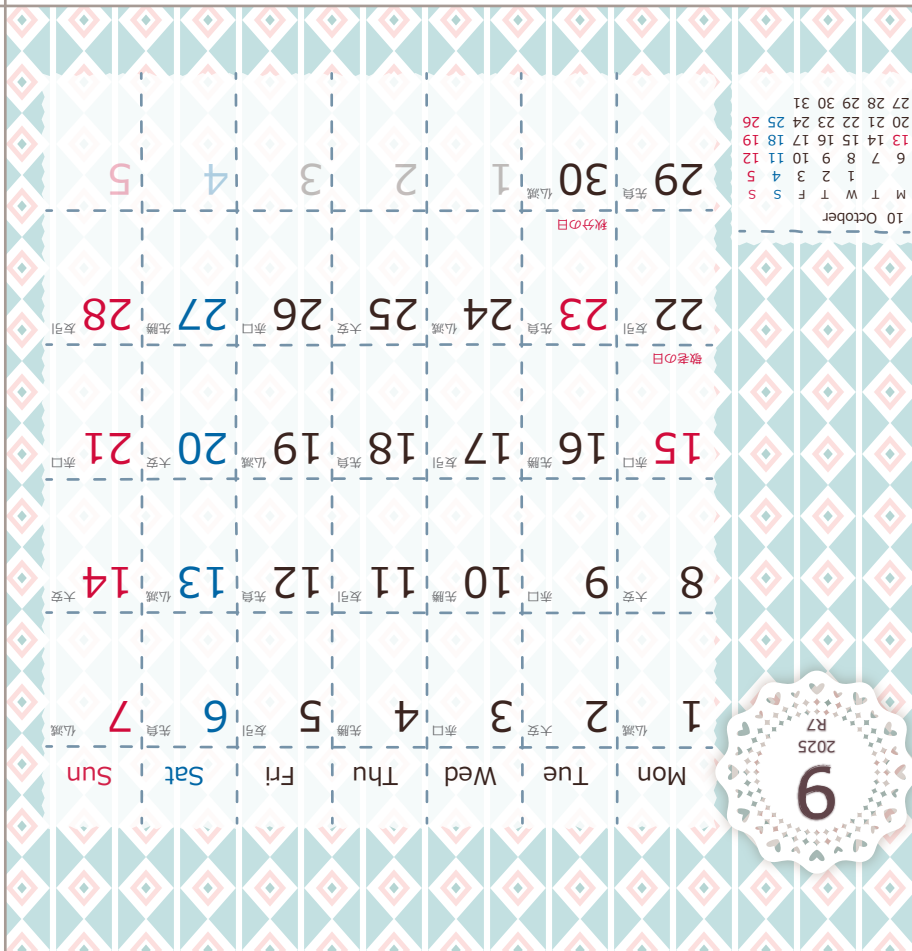 9
2025
R7
Mon Tue Wed Thu Fri Sat Sun
1 仏滅 2 大安 3 赤口 4 先勝 5 友引 6 先負 7 仏滅
8 大安 9 赤口 10 先勝 11 友引 12 先負 13 仏滅 14 大安
15 赤口 16 先勝 17 友引 18 先負 19 仏滅 20 大安 21 赤口
敬老の日
22 友引 23 先負 24 仏滅 25 大安 26 赤口 27 先勝 28 友引
秋分の日
29 先負 30 仏滅 1 2 3 4 5
10 October
M T W T F S S
1 2 3 4 5
6 7 8 9 10 11 12
13 14 15 16 17 18 19
20 21 22 23 24 25 26
27 28 29 30 31